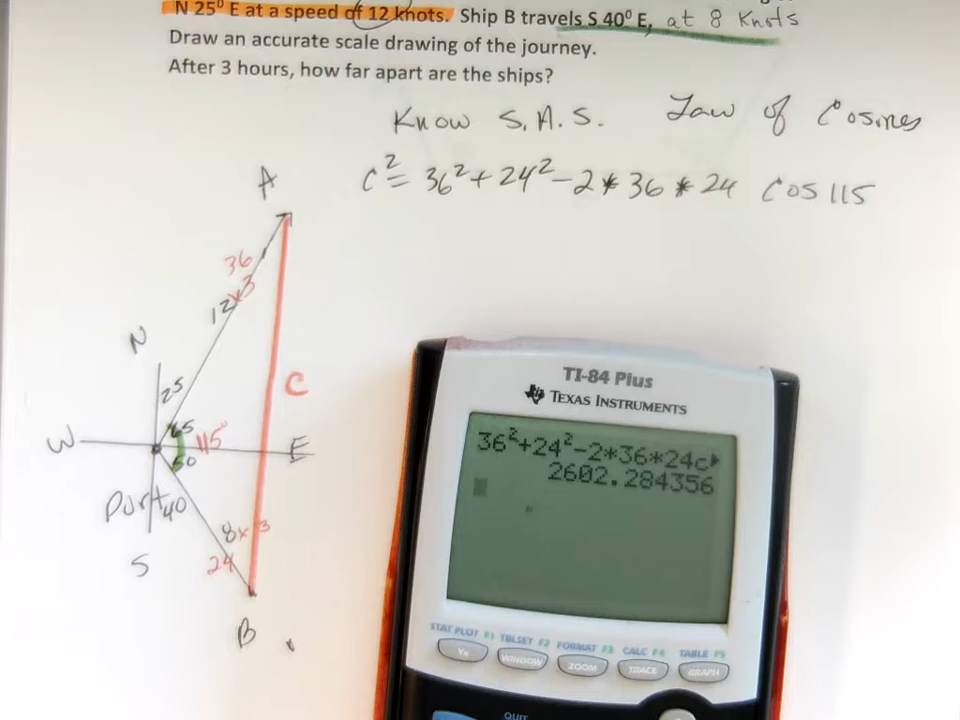 N 25⁰ E at a speed of 12 knots. Ship B travels S 40⁰ E, at 8 Knots
Draw an accurate scale drawing of the journey.
After 3 hours, how far apart are the ships?
Know S.A.S. Law of Cosines
C² = 36² + 24² - 2 * 36 * 24 Cos 115
A
36
12 x3
N
25
C
W
65
115°
E
50
Port
40
8 x 3
S
24
B
TI-84 Plus
TEXAS INSTRUMENTS
36²+24²-2*36*24c
2602.284356
STAT PLOT F1 TBLSET F2 FORMAT F3 CALC F4 TABLE F5
Y= WINDOW ZOOM TRACE GRAPH
QUIT